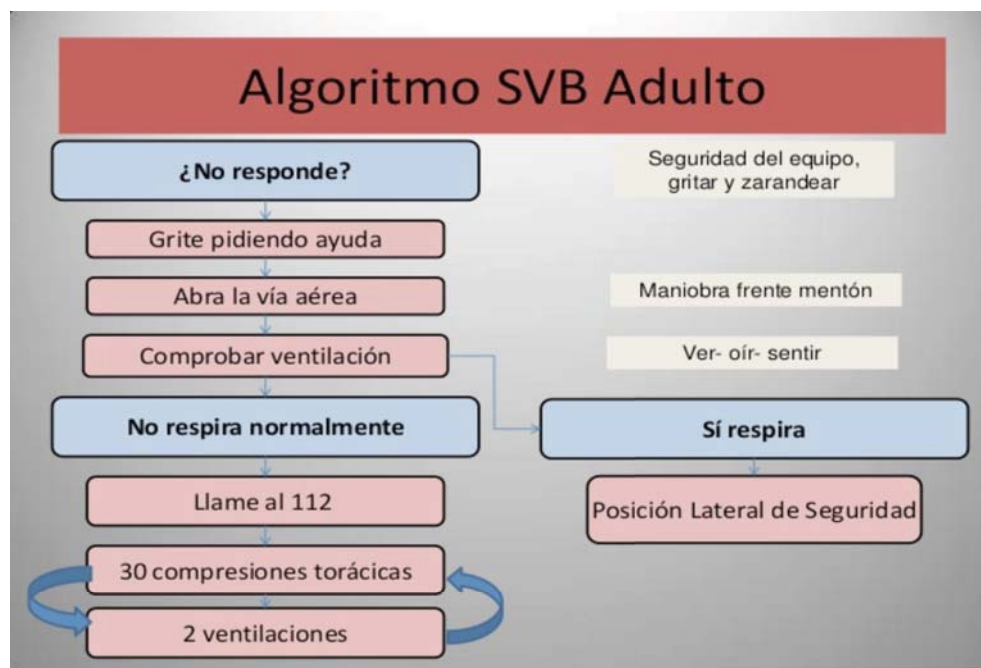 Algoritmo SVB Adulto
¿No responde?
Seguridad del equipo,
gritar y zarandear
Grite pidiendo ayuda
Abra la vía aérea
Maniobra frente mentón
Comprobar ventilación
Ver- oír- sentir
No respira normalmente
Sí respira
Llame al 112
Posición Lateral de Seguridad
30 compresiones torácicas
2 ventilaciones